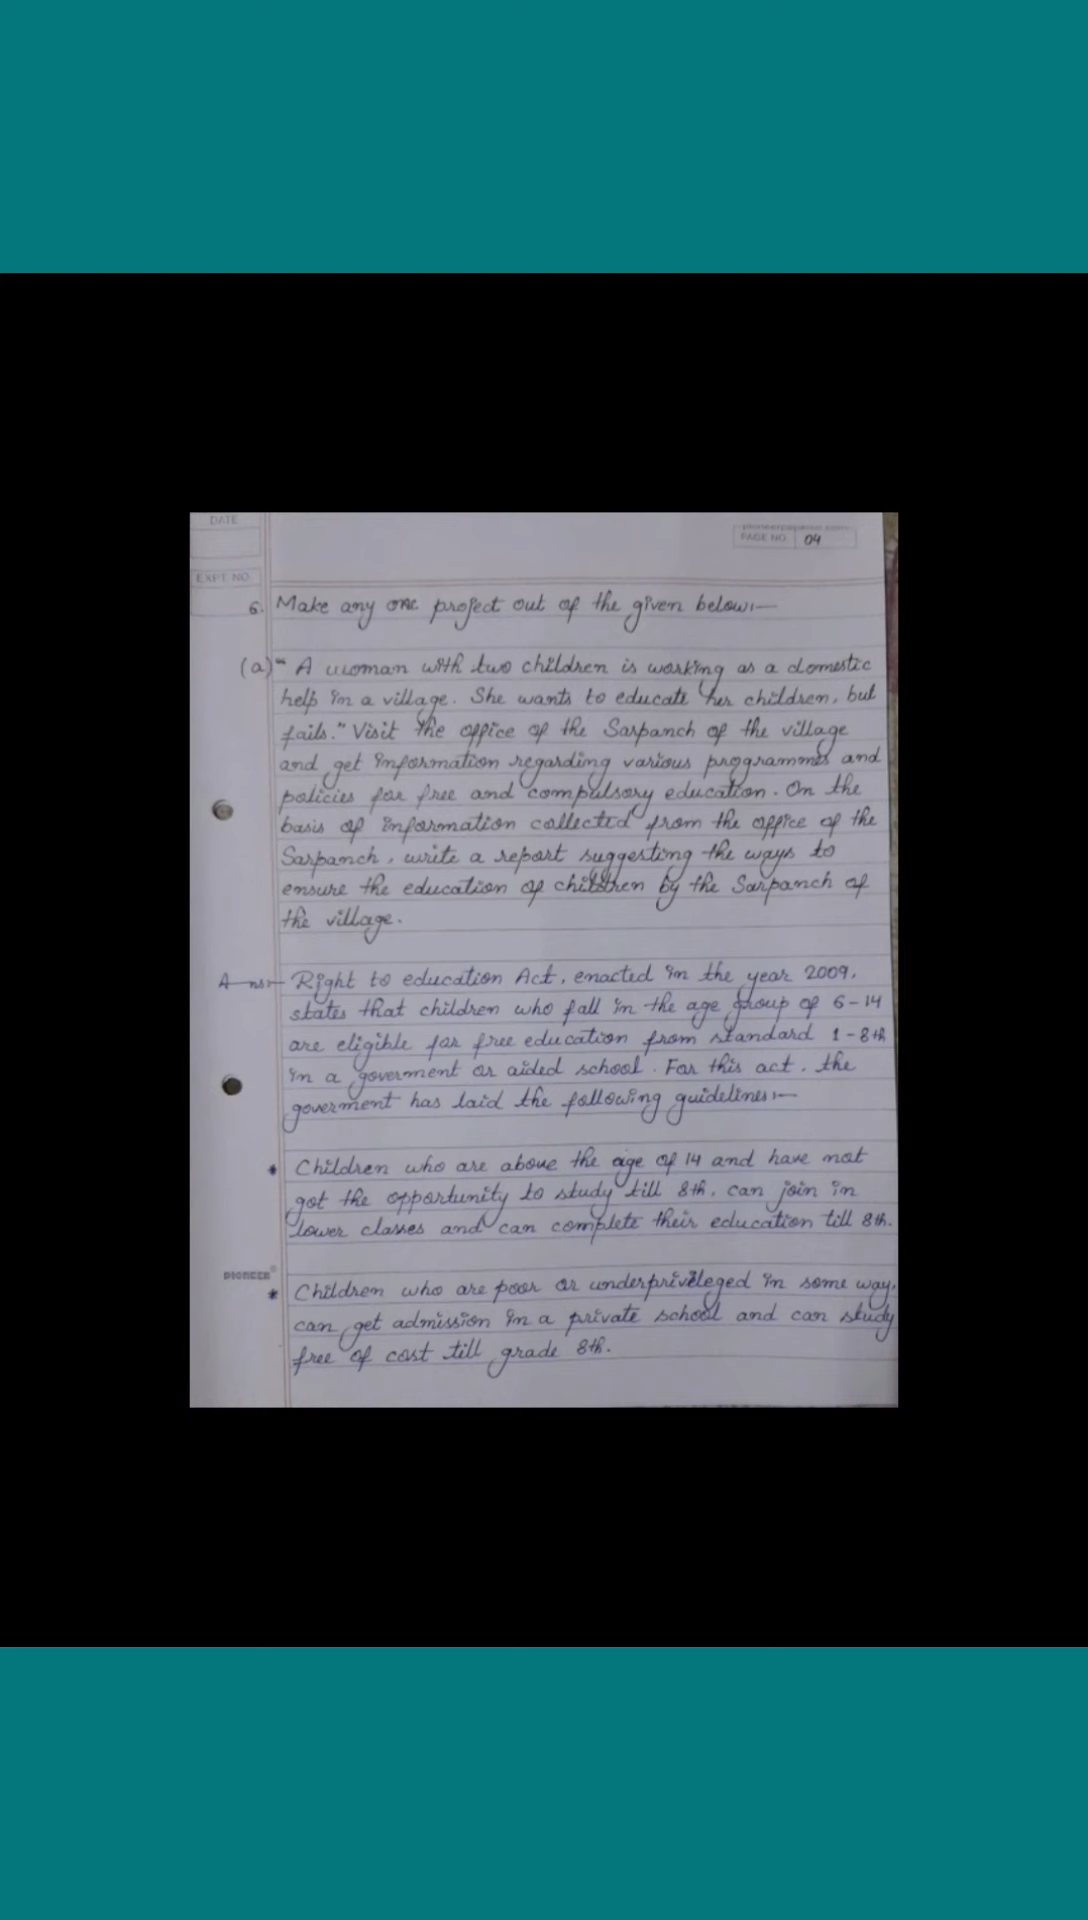 DATE
pioneerpapers.com
PAGE NO 04
EXPT NO.
6. Make any one project out of the given below:—
(a) "A woman with two children is working as a domestic
help in a village. She wants to educate her children, but
fails." Visit the office of the Sarpanch of the village
and get information regarding various programmes and
policies for free and compulsory education. On the
basis of information collected from the office of the
Sarpanch, write a report suggesting the ways to
ensure the education of children by the Sarpanch of
the village.
Ans:— Right to education Act, enacted in the year 2009,
states that children who fall in the age group of 6-14
are eligible for free education from standard 1-8th
in a goverment or aided school. For this act, the
goverment has laid the following guidelines:—
* Children who are above the age of 14 and have not
got the opportunity to study till 8th, can join in
lower classes and can complete their education till 8th.
PIONEER
* Children who are poor or underprivileged in some way,
can get admission in a private school and can study
free of cost till grade 8th.